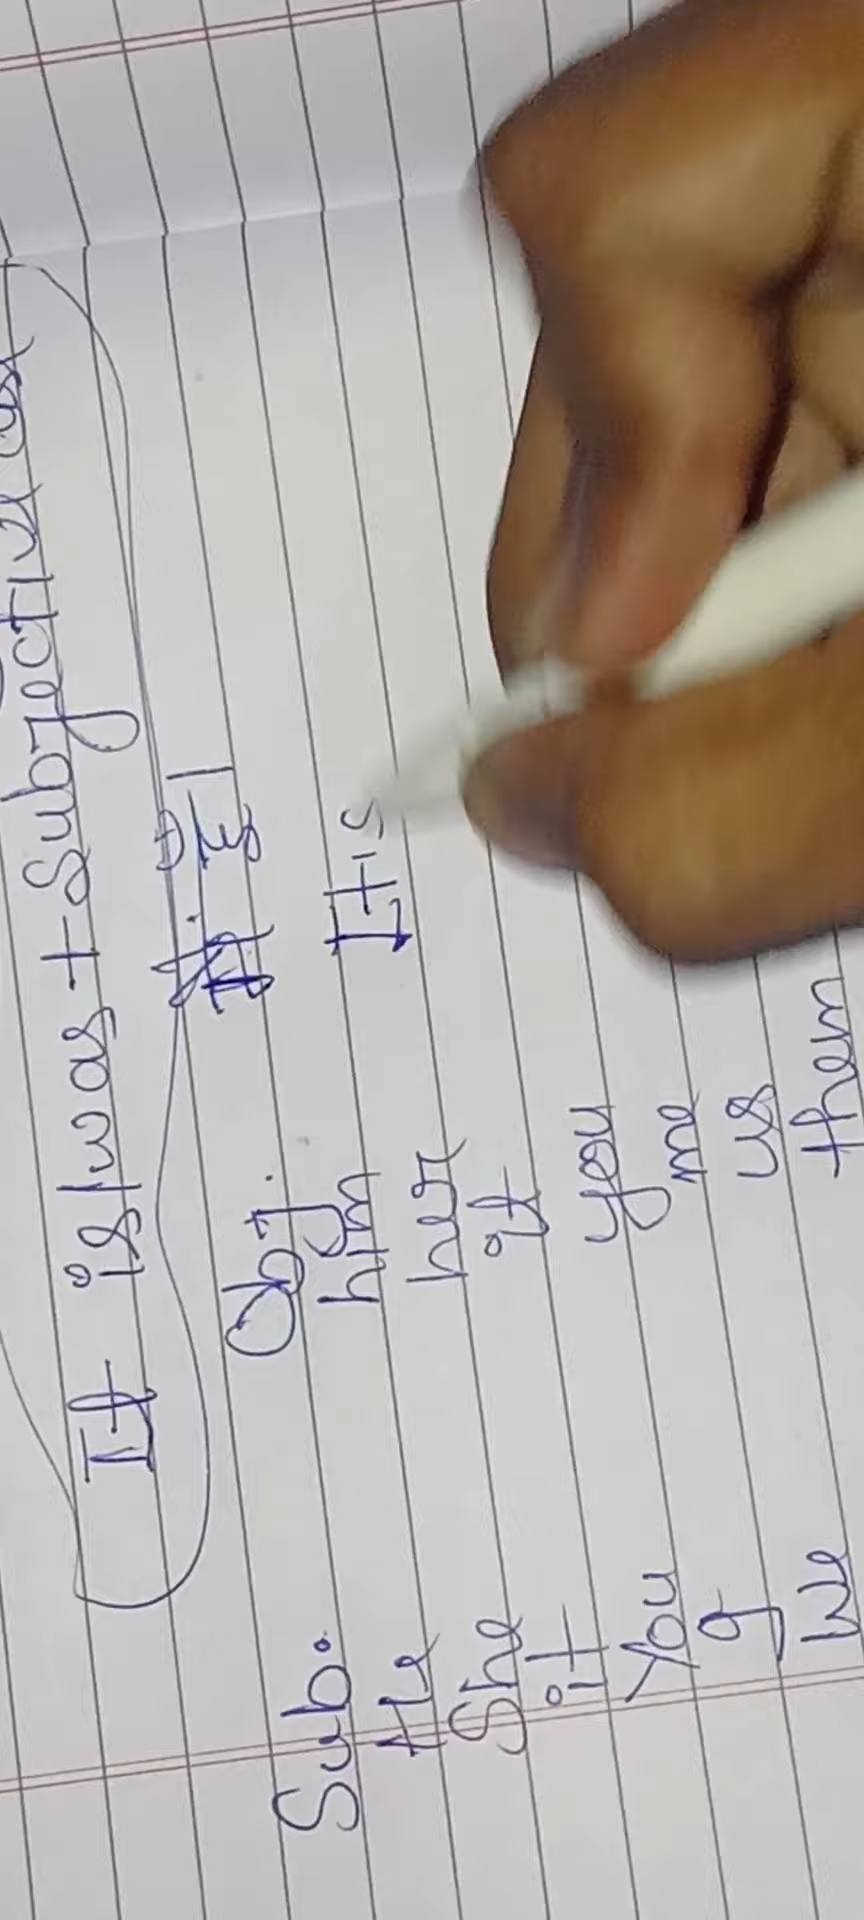 It is/was + Subjective cas
Sub. Obj.
He him It is
She her
it it
You you
I me
We us
them